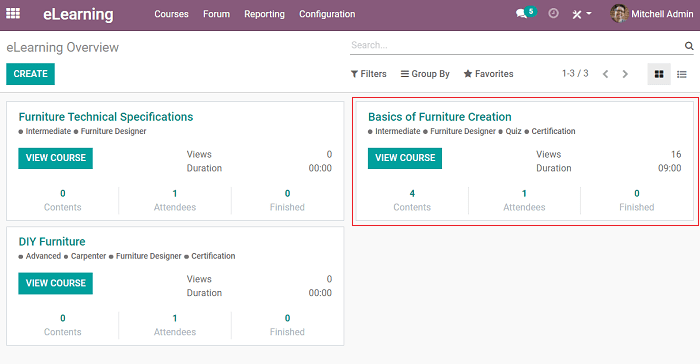 eLearning Courses Forum Reporting Configuration 5 Mitchell Admin
eLearning Overview Search...
CREATE Filters Group By Favorites 1-3 / 3
Furniture Technical Specifications
Intermediate Furniture Designer
VIEW COURSE Views 0
Duration 00:00
0 1 0
Contents Attendees Finished
Basics of Furniture Creation
Intermediate Furniture Designer Quiz Certification
VIEW COURSE Views 16
Duration 09:00
4 1 0
Contents Attendees Finished
DIY Furniture
Advanced Carpenter Furniture Designer Certification
VIEW COURSE Views 0
Duration 00:00
0 1 0
Contents Attendees Finished